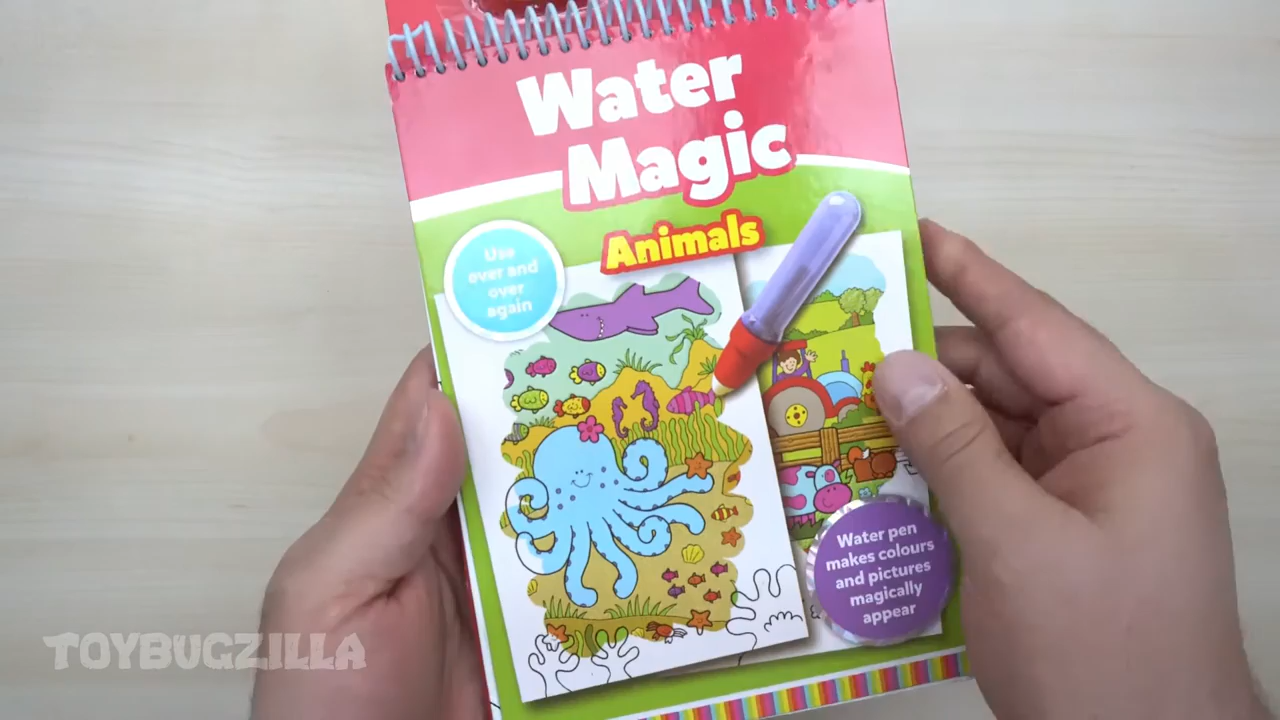 Water
Magic
Animals
Use
over and
over
again
Water pen
makes colours
and pictures
magically
appear
TOYBUGZILLA